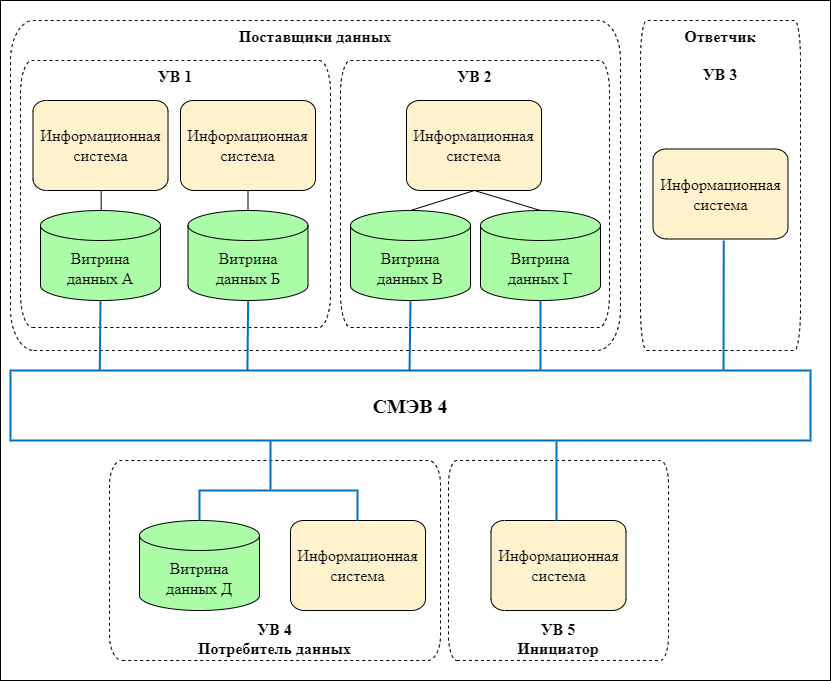 Поставщики данных
Ответчик
УВ 1
УВ 2
УВ 3
Информационная
система
Информационная
система
Информационная
система
Информационная
система
Витрина
данных А
Витрина
данных Б
Витрина
данных В
Витрина
данных Г
СМЭВ 4
Витрина
данных Д
Информационная
система
Информационная
система
УВ 4
Потребитель данных
УВ 5
Инициатор